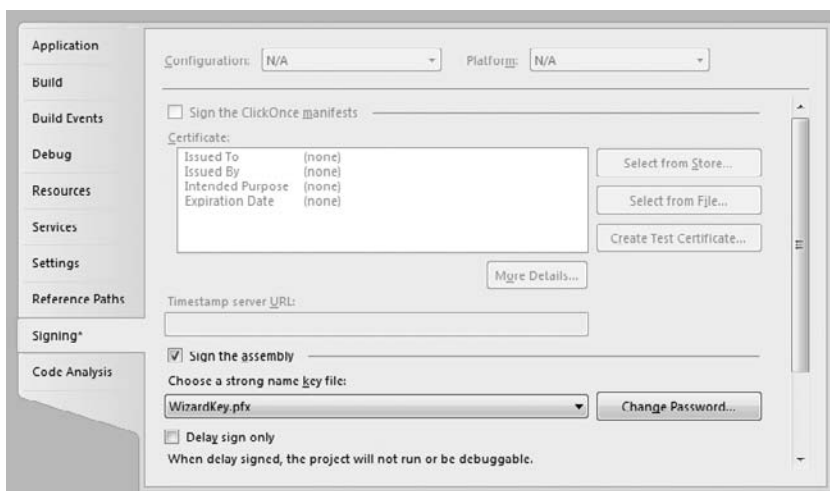 Application
Build
Build Events
Debug
Resources
Services
Settings
Reference Paths
Signing*
Code Analysis
Configuration: N/A Platform: N/A
Sign the ClickOnce manifests
Certificate:
Issued To (none)
Issued By (none)
Intended Purpose (none)
Expiration Date (none)
Select from Store...
Select from File...
Create Test Certificate...
More Details...
Timestamp server URL:
Sign the assembly
Choose a strong name key file:
WizardKey.pfx Change Password...
Delay sign only
When delay signed, the project will not run or be debuggable.